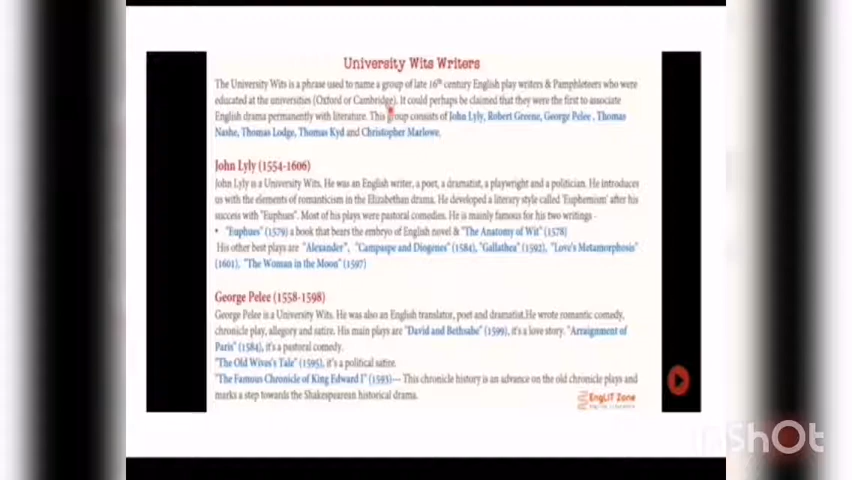 University Wits Writers
The University Wits is a phrase used to name a group of late 16th century English play writers & Pamphleteers who were
educated at the universities (Oxford or Cambridge). It could perhaps be claimed that they were the first to associate
English drama permanently with literature. This group consists of John Lyly, Robert Greene, George Pelee , Thomas
Nashe, Thomas Lodge, Thomas Kyd and Christopher Marlowe.
John Lyly (1554-1606)
John Lyly is a University Wits. He was an English writer, a poet, a dramatist, a playwright and a politician. He introduces
us with the elements of romanticism in the Elizabethan drama. He developed a literary style called 'Euphemism' after his
success with "Euphues". Most of his plays were pastoral comedies. He is mainly famous for his two writings -
• "Euphues" (1579) a book that bears the embryo of English novel & "The Anatomy of Wit" (1578)
His other best plays are "Alexander", "Campaspe and Diogenes" (1584), "Gallathea" (1592), "Love's Metamorphosis"
(1601), "The Woman in the Moon" (1597)
George Pelee (1558-1598)
George Pelee is a University Wits. He was also an English translator, poet and dramatist.He wrote romantic comedy,
chronicle play, allegory and satire. His main plays are "David and Bethsabe" (1599), it's a love story. "Arraignment of
Paris" (1584), it's a pastoral comedy.
"The Old Wivas's Tale" (1595), it's a political satire.
"The Famous Chronicle of King Edward I" (1593)--- This chronicle history is an advance on the old chronicle plays and
marks a step towards the Shakespearean historical drama.
EngLIT Zone
InShOt